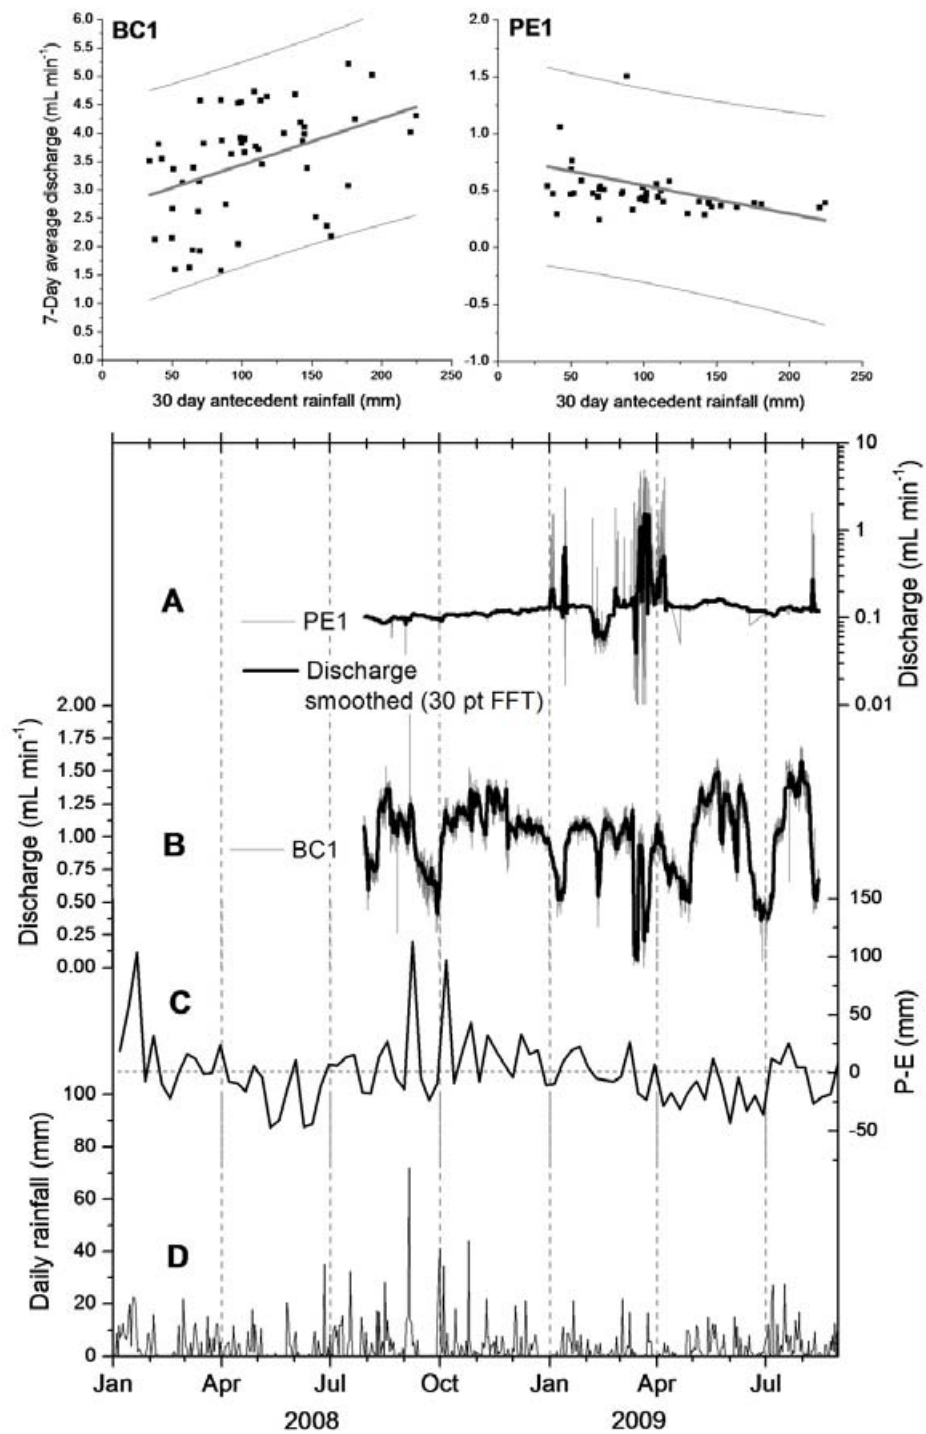 BC1
PE1
7-Day average discharge (mL min⁻¹)
6.0
5.5
5.0
4.5
4.0
3.5
3.0
2.5
2.0
1.5
1.0
0.5
0.0
0 50 100 150 200 250
30 day antecedent rainfall (mm)
2.0
1.5
1.0
0.5
0.0
-0.5
-1.0
0 50 100 150 200 250
30 day antecedent rainfall (mm)
A
PE1
Discharge
smoothed (30 pt FFT)
10
1
0.1
0.01
Discharge (mL min⁻¹)
2.00
1.75
1.50
1.25
1.00
0.75
0.50
0.25
0.00
Discharge (mL min⁻¹)
B
BC1
150
100
50
0
-50
P-E (mm)
C
100
80
60
40
20
0
Daily rainfall (mm)
D
Jan Apr Jul Oct Jan Apr Jul
2008 2009